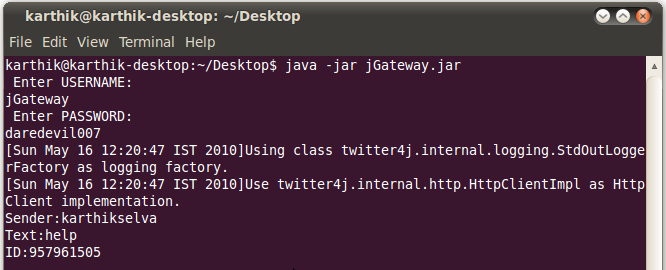 karthik@karthik-desktop: ~/Desktop
File Edit View Terminal Help
karthik@karthik-desktop:~/Desktop$ java -jar jGateway.jar
 Enter USERNAME:
jGateway
 Enter PASSWORD:
daredevil007
[Sun May 16 12:20:47 IST 2010]Using class twitter4j.internal.logging.StdOutLogge
rFactory as logging factory.
[Sun May 16 12:20:47 IST 2010]Use twitter4j.internal.http.HttpClientImpl as Http
Client implementation.
Sender:karthikselva
Text:help
ID:957961505